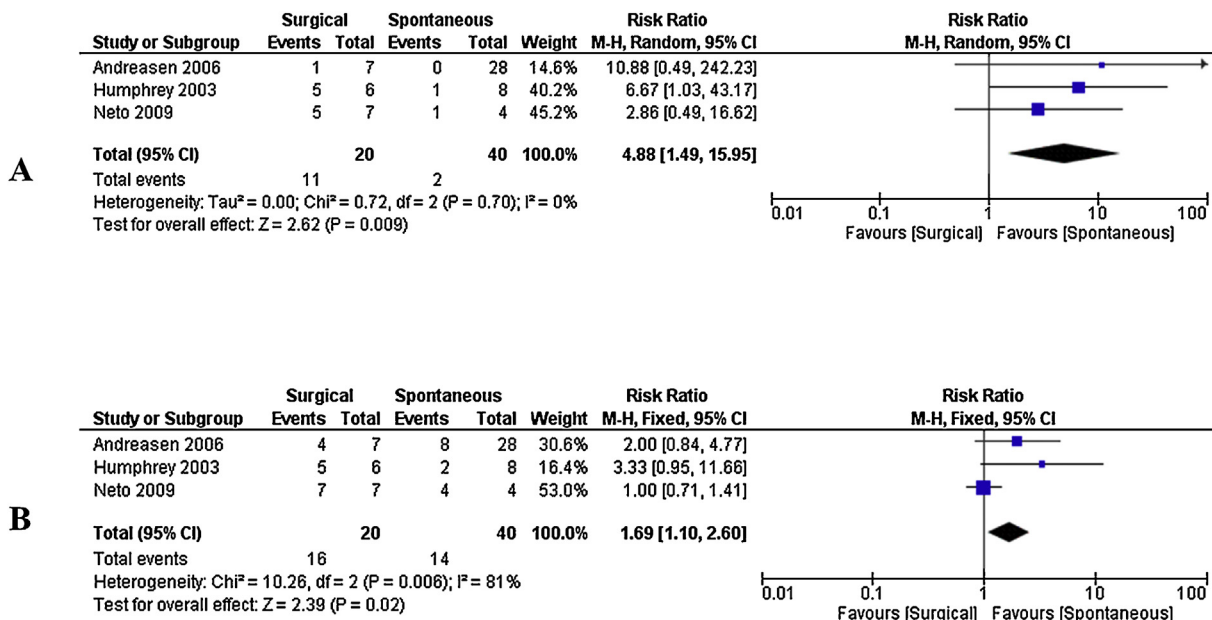 Surgical Spontaneous Risk Ratio Risk Ratio
Study or Subgroup Events Total Events Total Weight M-H, Random, 95% CI M-H, Random, 95% CI
Andreasen 2006 1 7 0 28 14.6% 10.88 [0.49, 242.23]
Humphrey 2003 5 6 1 8 40.2% 6.67 [1.03, 43.17]
Neto 2009 5 7 1 4 45.2% 2.86 [0.49, 16.62]
Total (95% CI) 20 40 100.0% 4.88 [1.49, 15.95]
A
Total events 11 2
Heterogeneity: Tau² = 0.00; Chi² = 0.72, df = 2 (P = 0.70); I² = 0%
Test for overall effect: Z = 2.62 (P = 0.009)
0.01 0.1 1 10 100
Favours [Surgical] Favours [Spontaneous]
Surgical Spontaneous Risk Ratio Risk Ratio
Study or Subgroup Events Total Events Total Weight M-H, Fixed, 95% CI M-H, Fixed, 95% CI
Andreasen 2006 4 7 8 28 30.6% 2.00 [0.84, 4.77]
Humphrey 2003 5 6 2 8 16.4% 3.33 [0.95, 11.66]
Neto 2009 7 7 4 4 53.0% 1.00 [0.71, 1.41]
B
Total (95% CI) 20 40 100.0% 1.69 [1.10, 2.60]
Total events 16 14
Heterogeneity: Chi² = 10.26, df = 2 (P = 0.006); I² = 81%
Test for overall effect: Z = 2.39 (P = 0.02)
0.01 0.1 1 10 100
Favours [Surgical] Favours [Spontaneous]